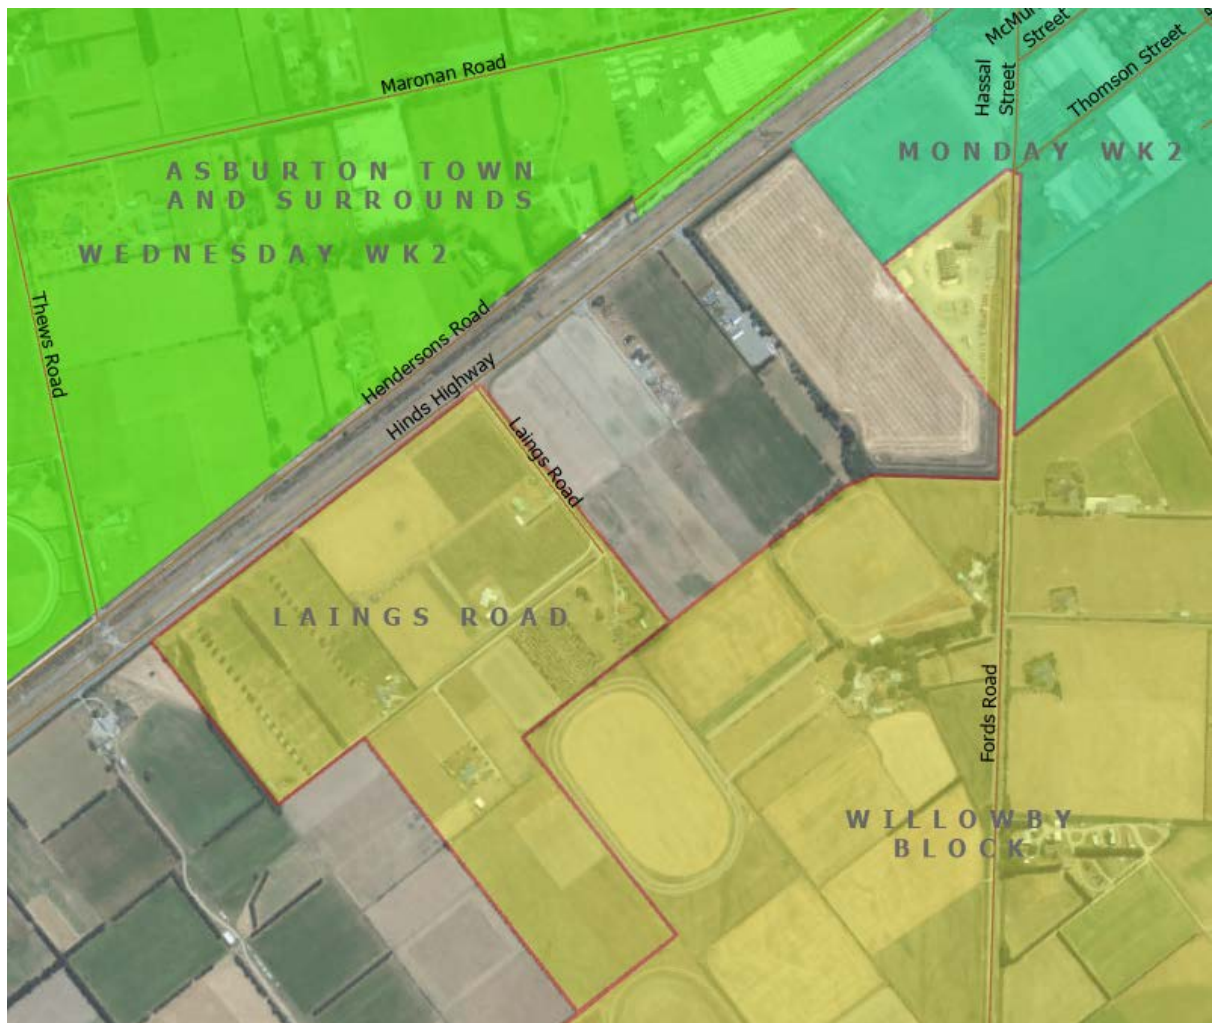 McMur
Street
Hassal
Street
Thomson Street
Maronan Road
MONDAY WK2
ASBURTON TOWN
AND SURROUNDS
WEDNESDAY WK2
Thews Road
Hendersons Road
Hinds Highway
Laings Road
LAINGS ROAD
Fords Road
WILLOWBY
BLOCK